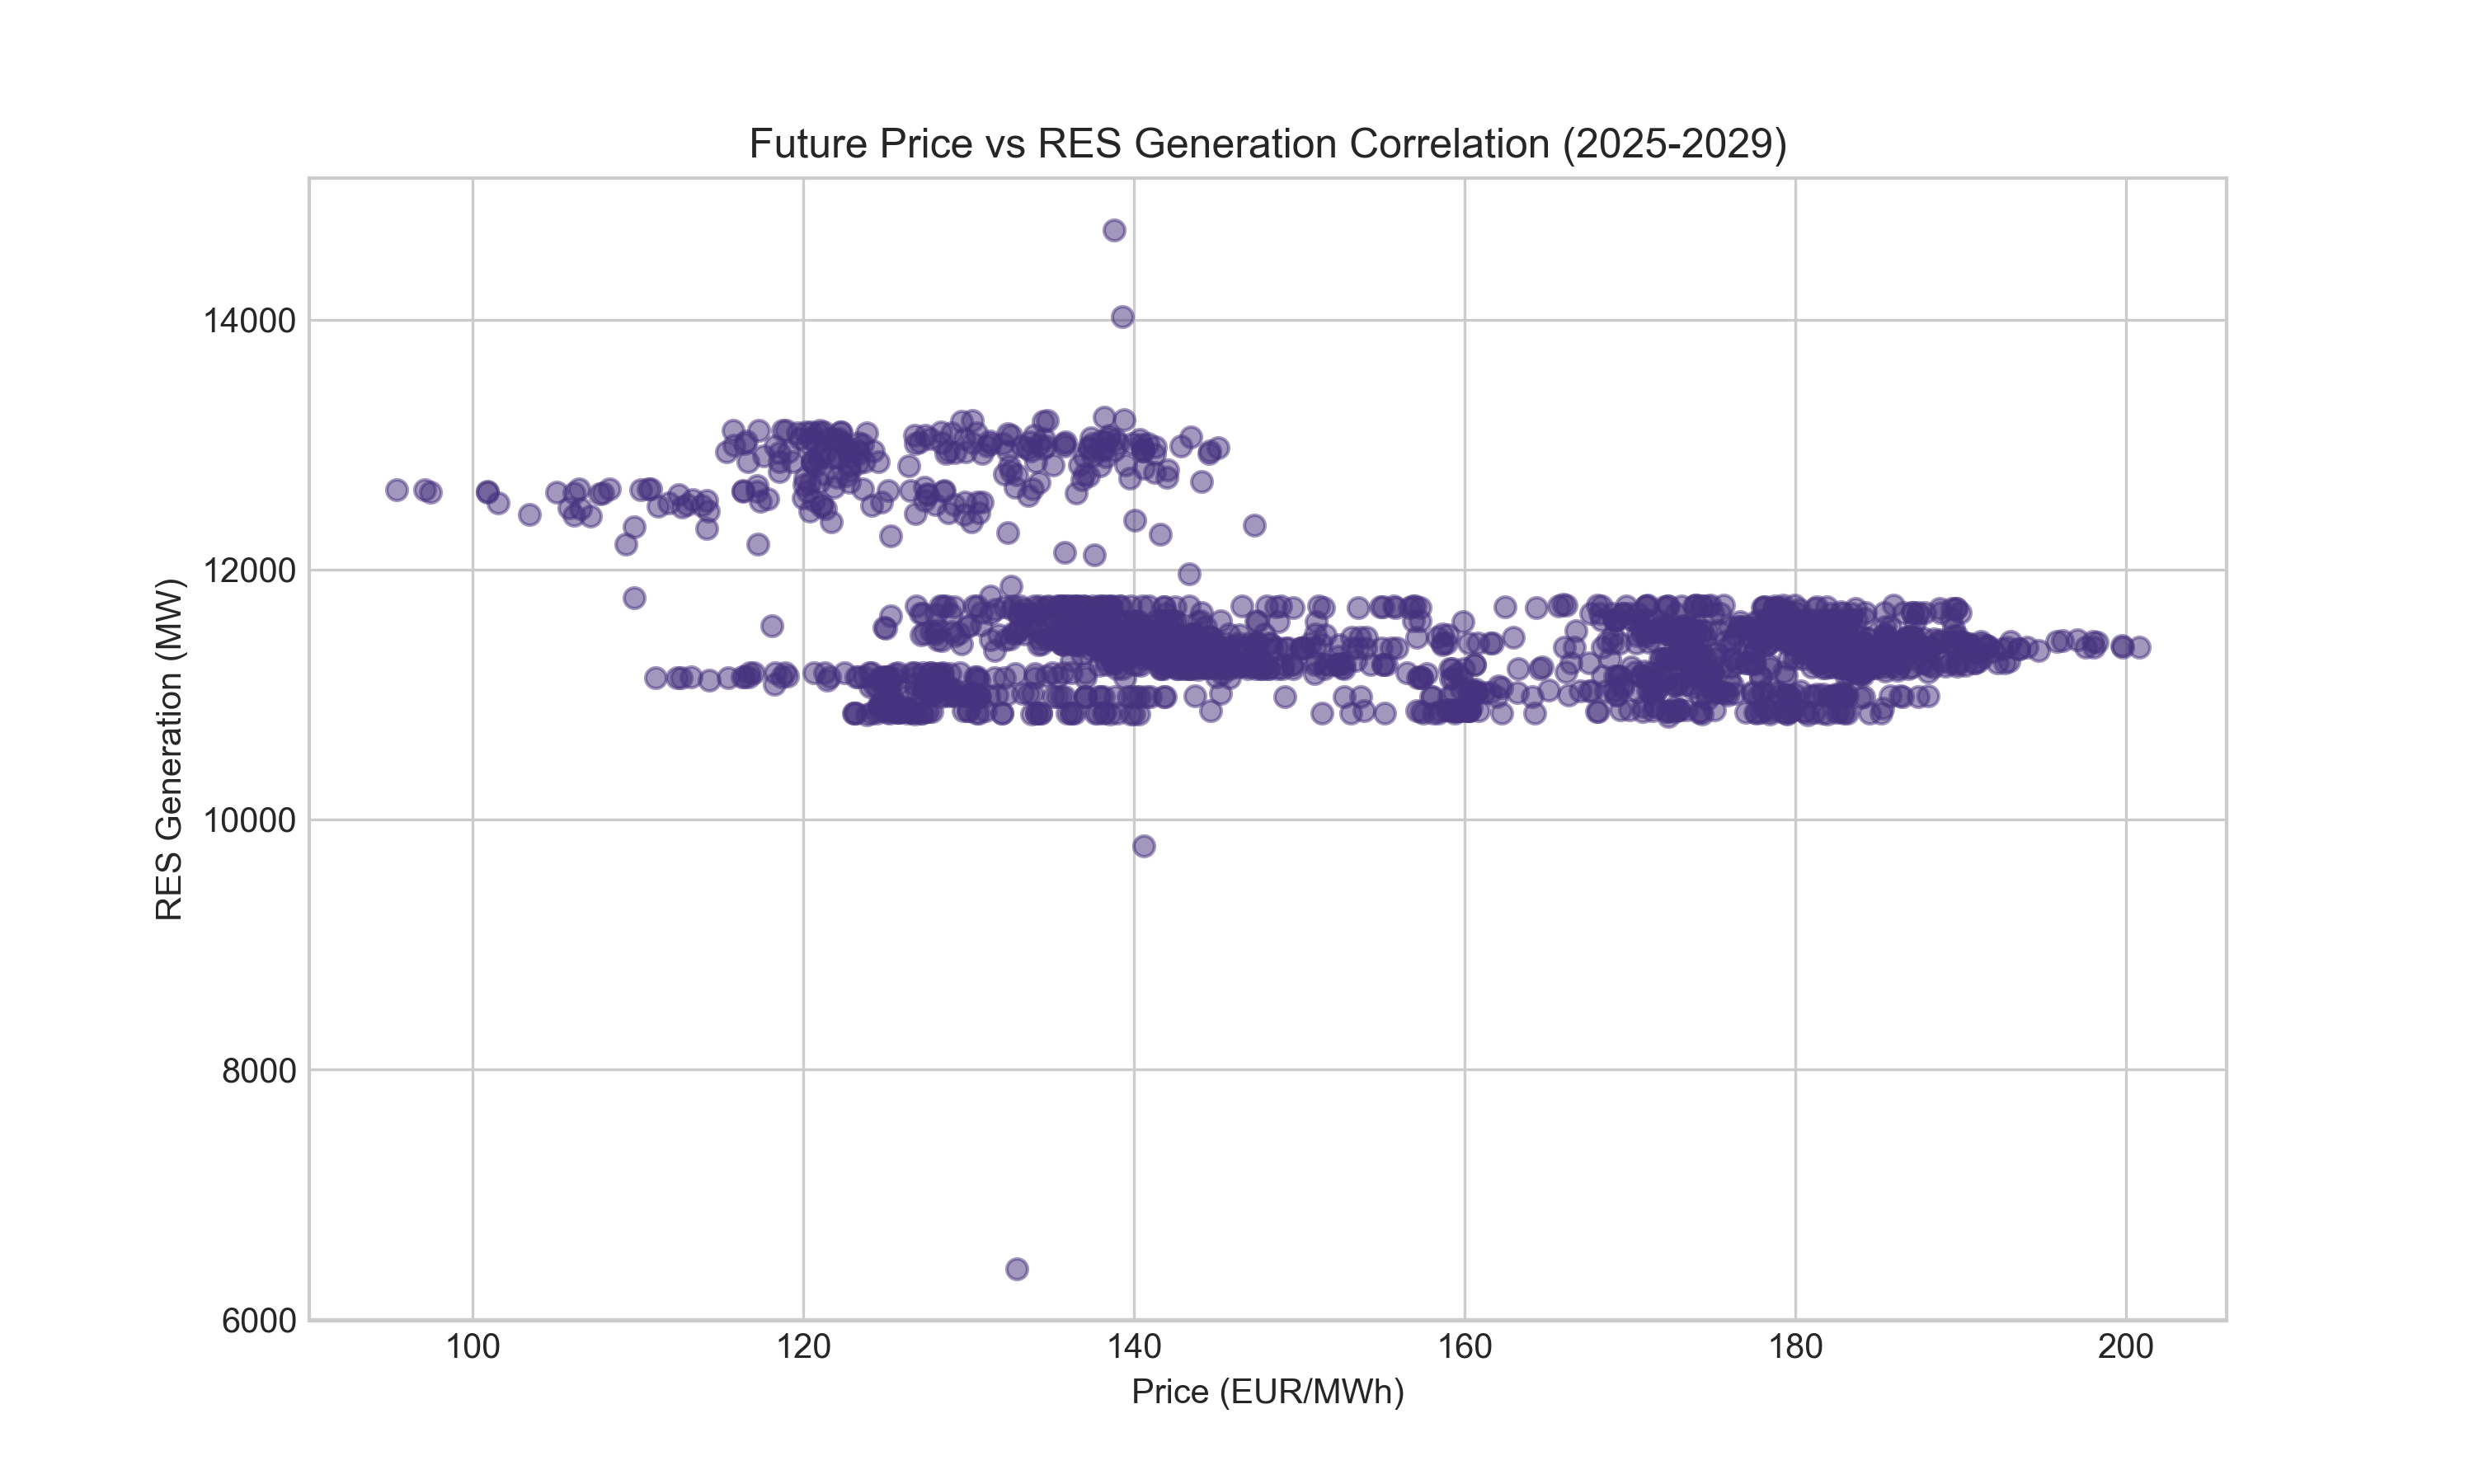 Future Price vs RES Generation Correlation (2025-2029)
14000
12000
10000
8000
6000
RES Generation (MW)
100 120 140 160 180 200
Price (EUR/MWh)